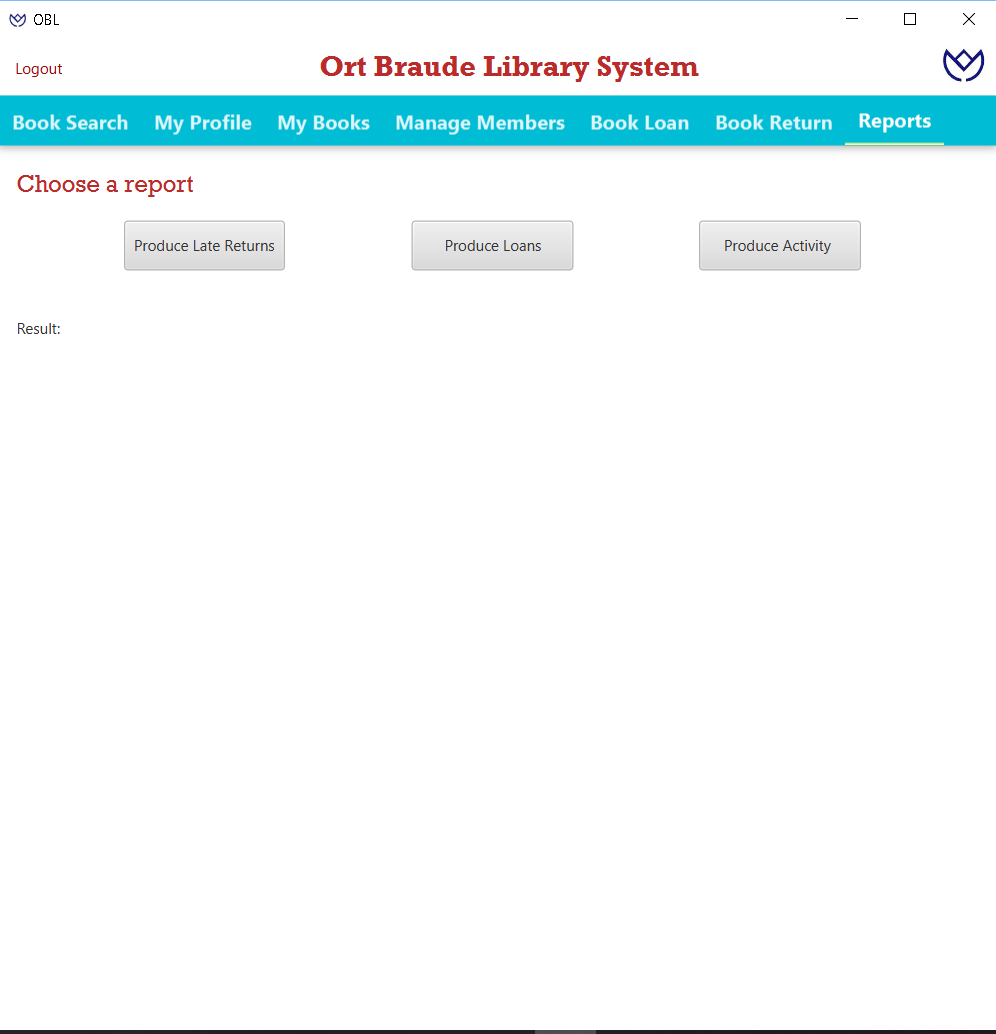 OBL
Logout
Ort Braude Library System
Book Search My Profile My Books Manage Members Book Loan Book Return Reports
Choose a report
Produce Late Returns Produce Loans Produce Activity
Result: